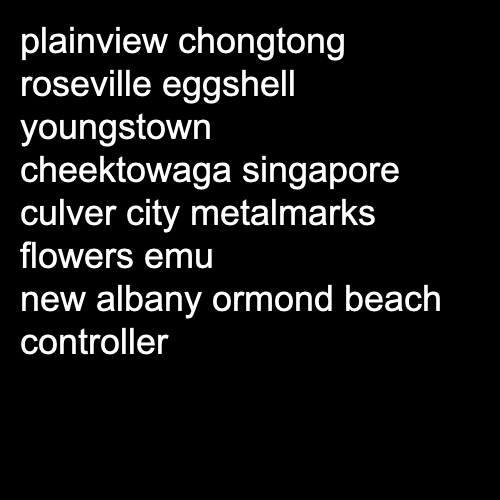 plainview chongtong
roseville eggshell
youngstown
cheektowaga singapore
culver city metalmarks
flowers emu
new albany ormond beach
controller